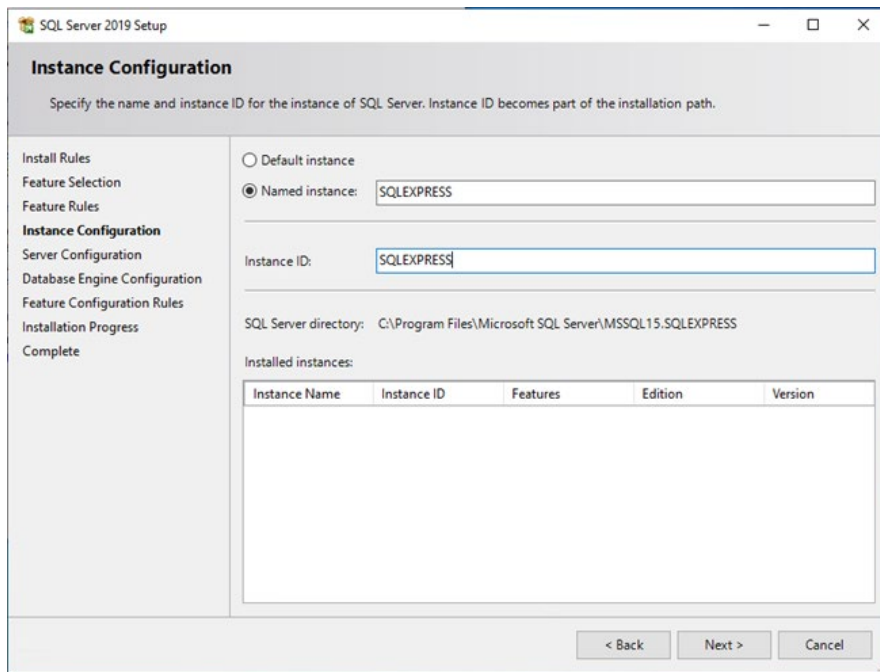 SQL Server 2019 Setup
Instance Configuration
Specify the name and instance ID for the instance of SQL Server. Instance ID becomes part of the installation path.
Install Rules
Feature Selection
Feature Rules
Instance Configuration
Server Configuration
Database Engine Configuration
Feature Configuration Rules
Installation Progress
Complete
Default instance
Named instance: SQLEXPRESS
Instance ID: SQLEXPRESS
SQL Server directory: C:\Program Files\Microsoft SQL Server\MSSQL15.SQLEXPRESS
Installed instances:
Instance Name Instance ID Features Edition Version
< Back Next > Cancel